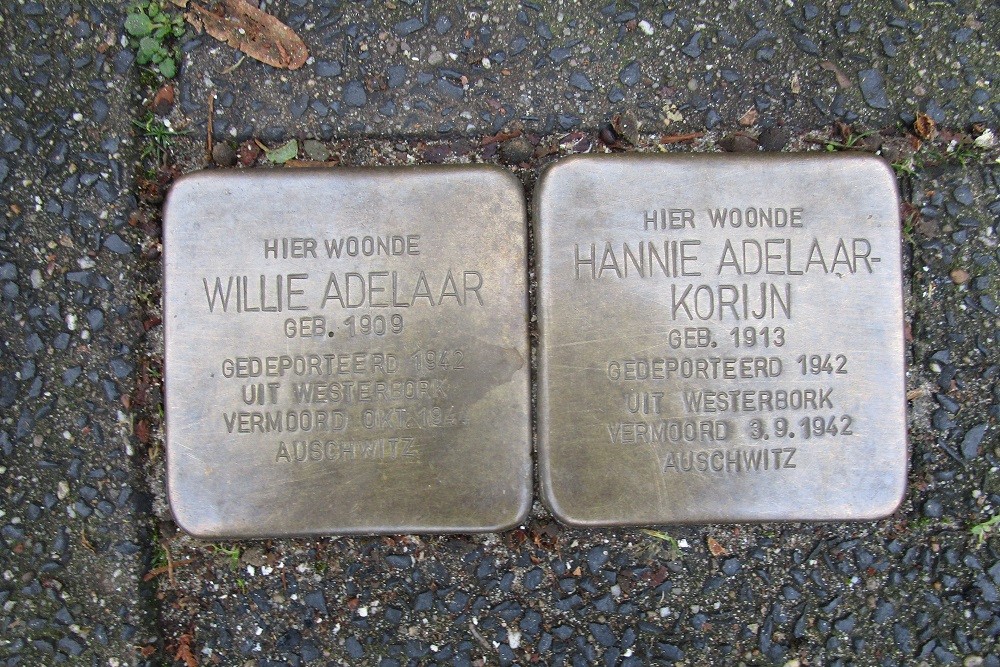 HIER WOONDE
WILLIE ADELAAR
GEB. 1909
GEDEPORTEERD 1942
UIT WESTERBORK
VERMOORD OKT.
AUSCHWITZ
HIER WOONDE
HANNIE ADELAAR-
KORIJN
GEB. 1913
GEDEPORTEERD 1942
UIT WESTERBORK
VERMOORD 3.9.1942
AUSCHWITZ